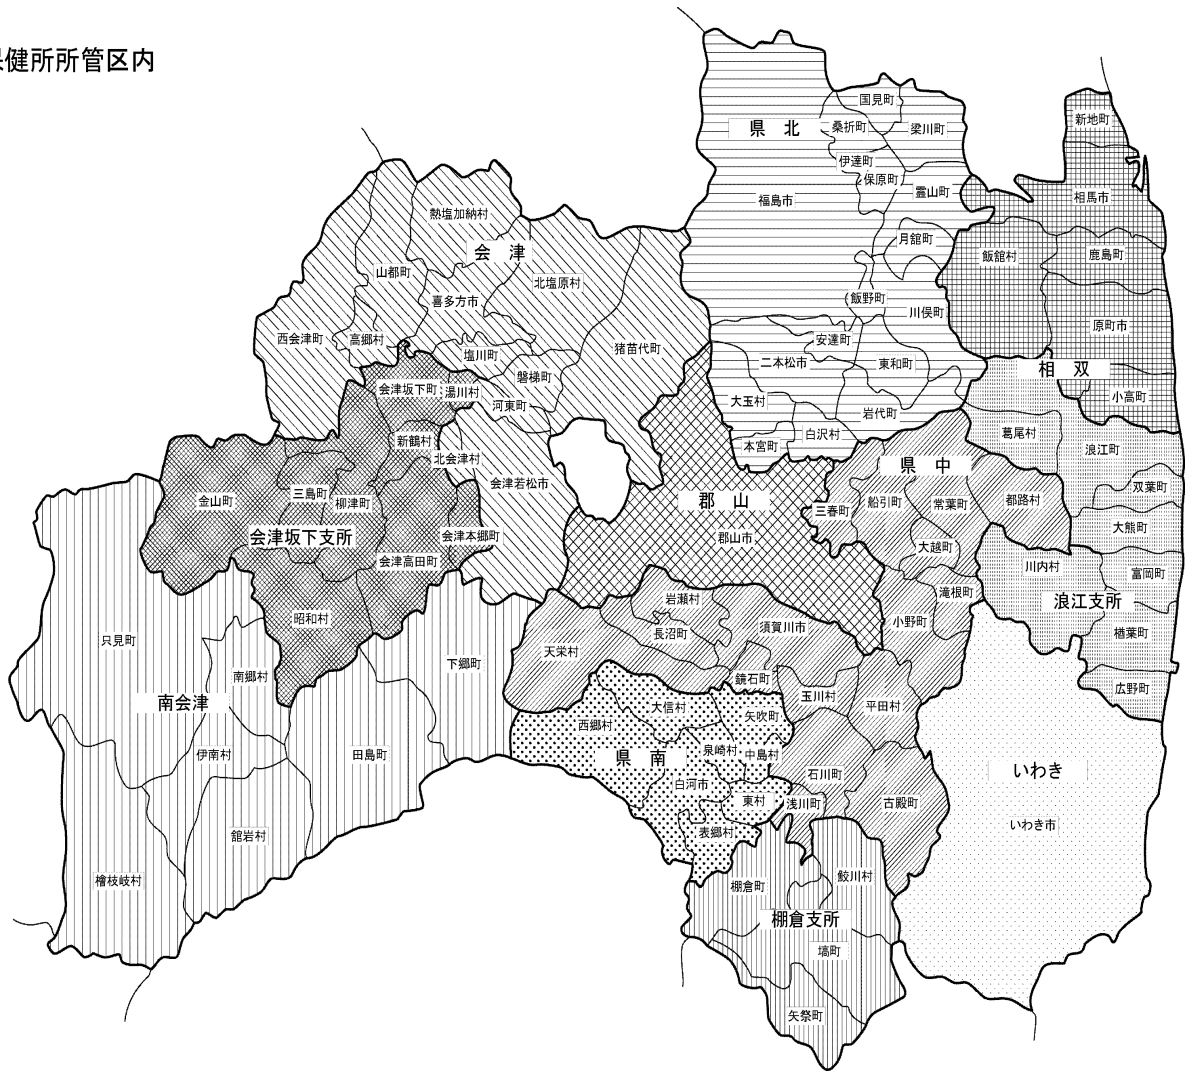 健所所管区内
国見町
県 北
桑折町
梁川町
新地町
伊達町
保原町
霊山町
福島市
相馬市
熱塩加納村
会 津
月舘町
飯舘村
鹿島町
山都町
北塩原村
喜多方市
飯野町
川俣町
原町市
西会津町
高郷村
塩川町
猪苗代町
安達町
二本松市
東和町
相 双
磐梯町
会津坂下町
湯川村
河東町
大玉村
岩代町
小高町
新鶴村
北会津村
本宮町
白沢村
葛尾村
浪江町
県 中
会津若松市
双葉町
金山町
三島町
柳津町
郡 山
三春町
船引町
常葉町
都路村
大熊町
会津坂下支所
会津本郷町
郡山市
大越町
会津高田町
川内村
富岡町
滝根町
浪江支所
昭和村
岩瀬村
小野町
只見町
長沼町
須賀川市
楢葉町
天栄村
下郷町
南郷村
鏡石町
玉川村
平田村
広野町
南会津
大信村
矢吹町
西郷村
伊南村
田島町
県 南
泉崎村
中島村
石川町
いわき
白河市
東村
浅川町
古殿町
いわき市
舘岩村
表郷村
檜枝岐村
棚倉町
鮫川村
棚倉支所
塙町
矢祭町